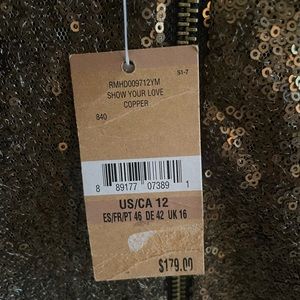 S1-7
RMHD009712YM
SHOW YOUR LOVE
COPPER
840
8 89177 07389 1
US/CA 12
ES/FR/PT 46 DE 42 UK 16
$179.00